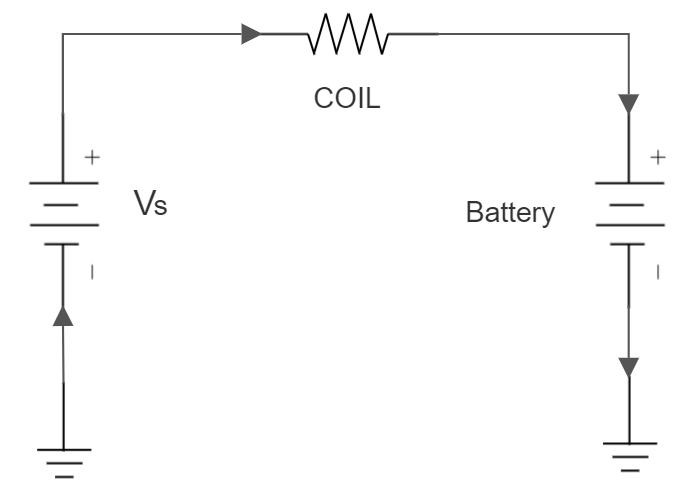 COIL
+
+
Vs
Battery
–
–